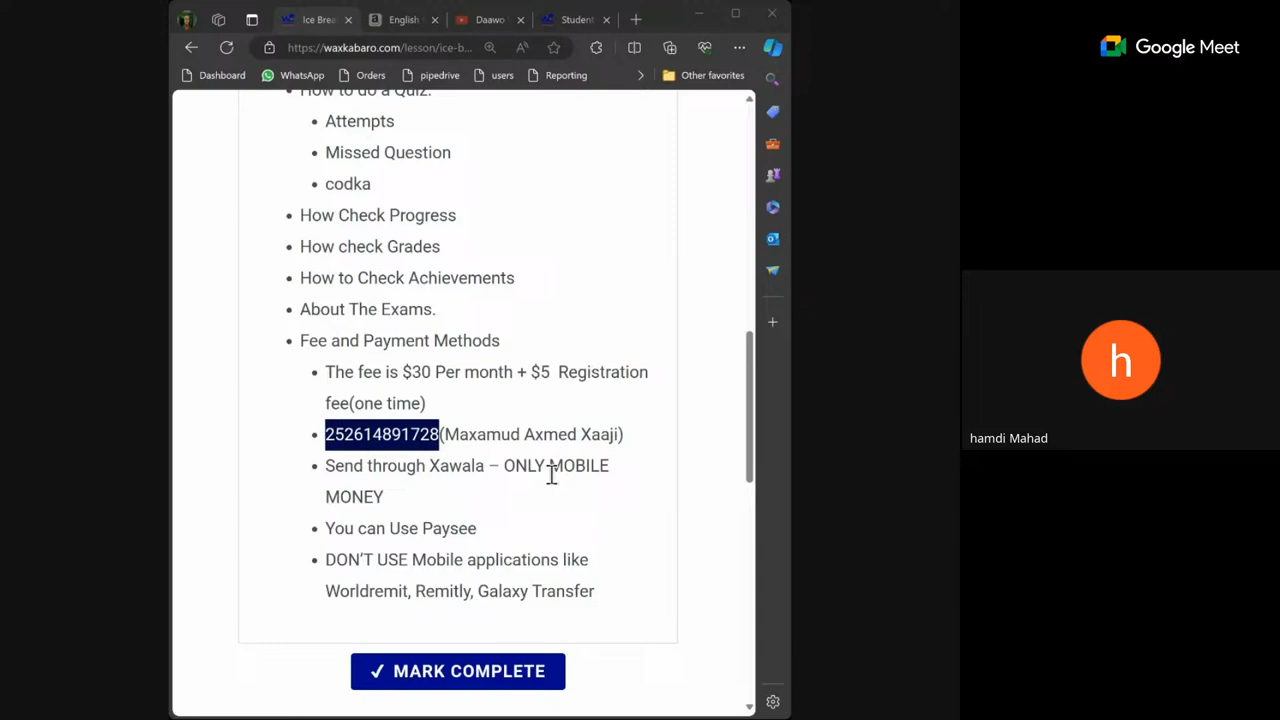 Ice Brea
English
Daawo
Student
Google Meet
https://waxkabaro.com/lesson/ice-b...
Dashboard
WhatsApp
Orders
pipedrive
users
Reporting
Other favorites
How to do a Quiz.
Attempts
Missed Question
codka
How Check Progress
How check Grades
How to Check Achievements
About The Exams.
Fee and Payment Methods
The fee is $30 Per month + $5 Registration
fee(one time)
252614891728(Maxamud Axmed Xaaji)
Send through Xawala – ONLY MOBILE
MONEY
You can Use Paysee
DON'T USE Mobile applications like
Worldremit, Remitly, Galaxy Transfer
✓ MARK COMPLETE
h
hamdi Mahad